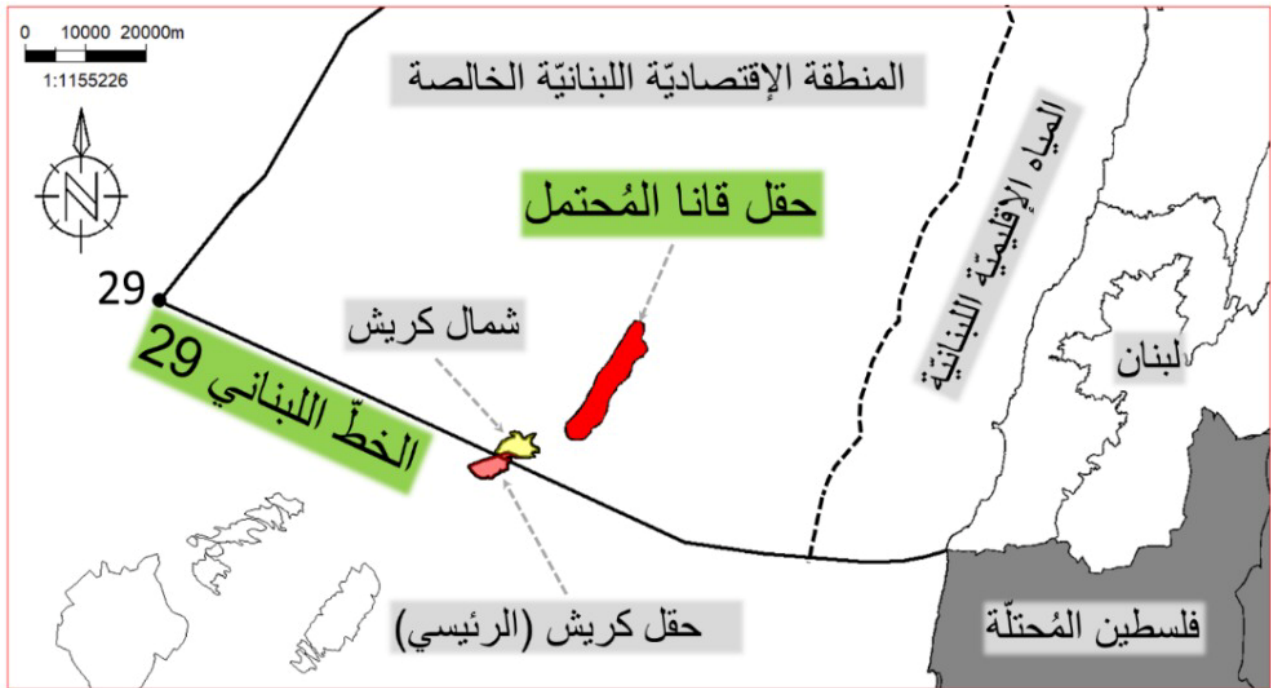 0 10000 20000m
1:1155226
N
المنطقة الإقتصاديّة اللبنانيّة الخالصة
المياه الإقليميّة اللبنانيّة
حقل قانا المُحتمل
29
شمال كريش
لبنان
الخطّ اللبناني 29
حقل كريش (الرئيسي)
فلسطين المُحتلّة